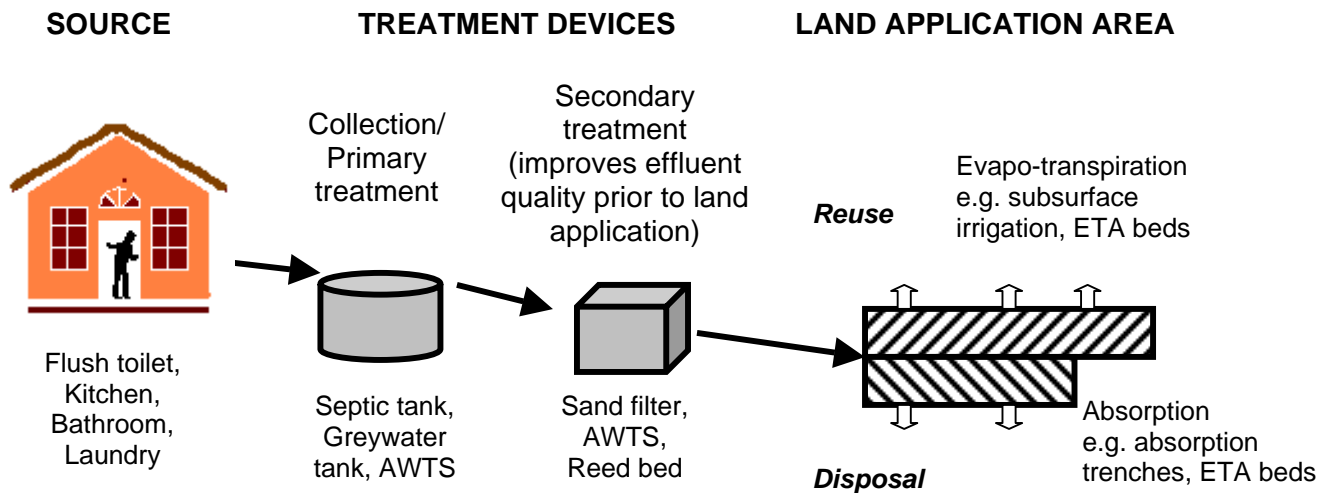 SOURCE
TREATMENT DEVICES
LAND APPLICATION AREA
Collection/
Primary
treatment
Secondary
treatment
(improves effluent
quality prior to land
application)
Reuse
Evapo-transpiration
e.g. subsurface
irrigation, ETA beds
Flush toilet,
Kitchen,
Bathroom,
Laundry
Septic tank,
Greywater
tank, AWTS
Sand filter,
AWTS,
Reed bed
Disposal
Absorption
e.g. absorption
trenches, ETA beds